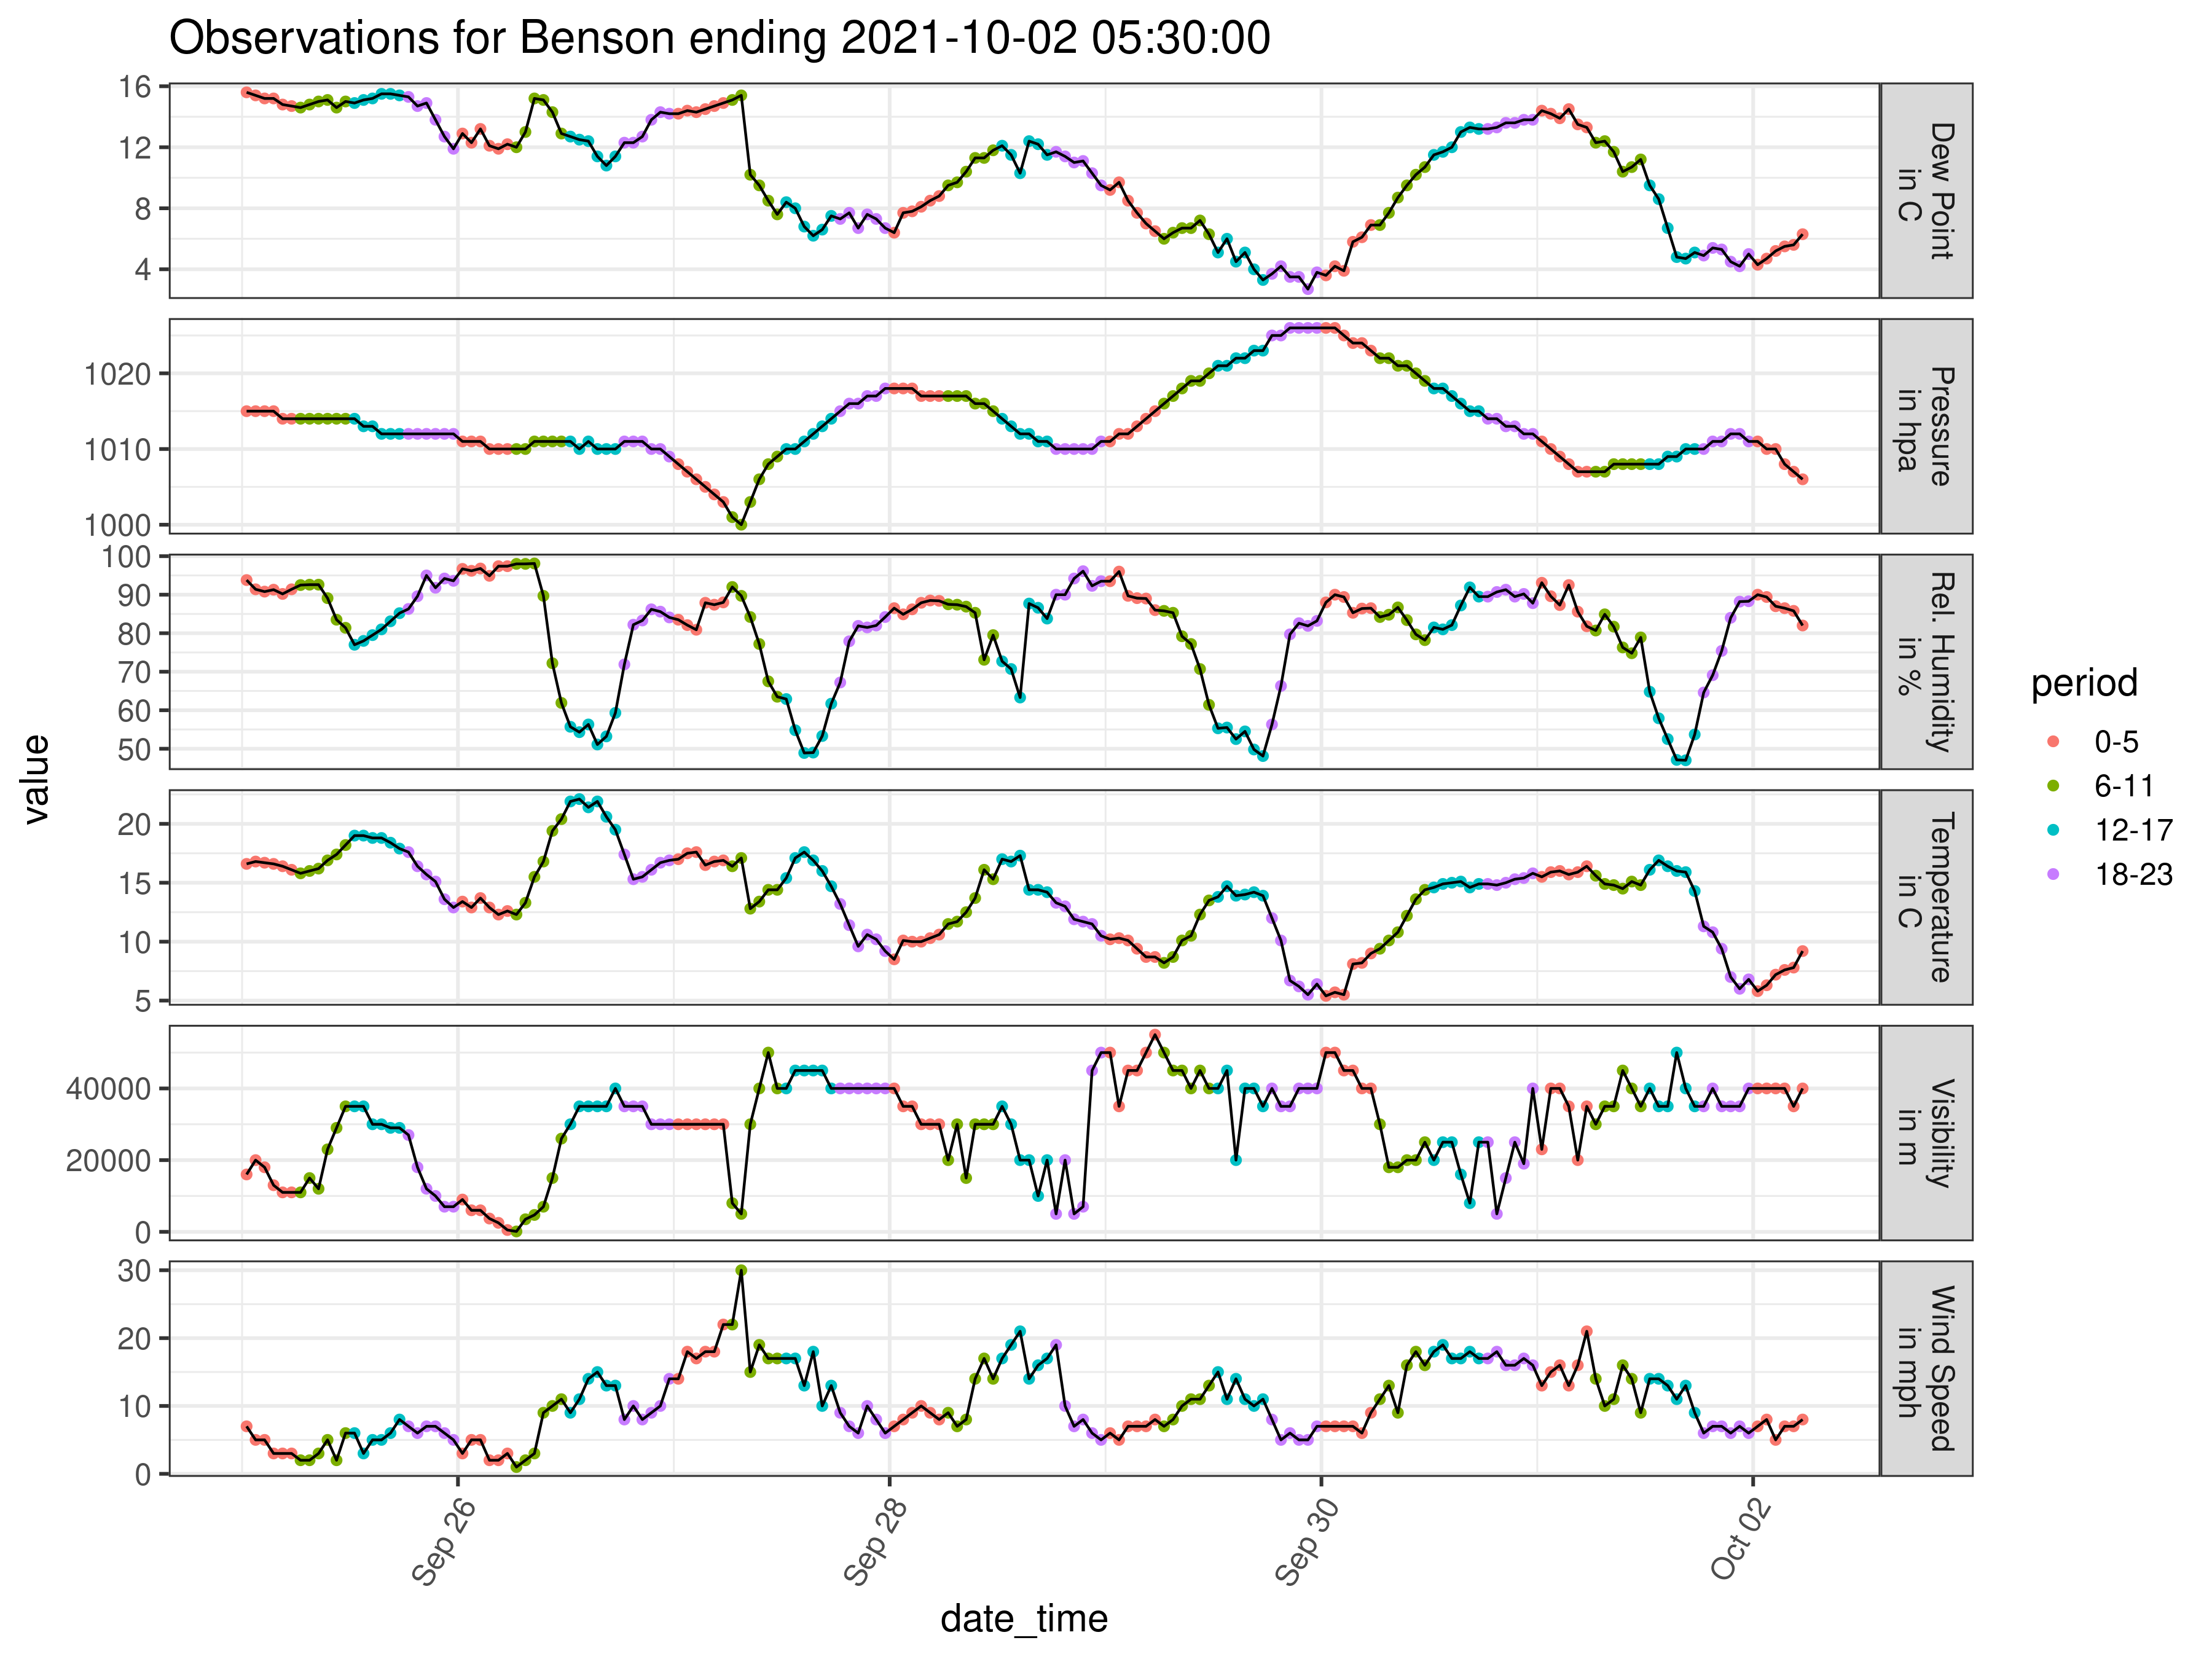 Observations for Benson ending 2021-10-02 05:30:00
16
12
8
4
Dew Point
in C
1020
1010
1000
Pressure
in hpa
100
90
80
70
60
50
Rel. Humidity
in %
20
15
10
5
Temperature
in C
40000
20000
0
Visibility
in m
30
20
10
0
Wind Speed
in mph
value
Sep 26
Sep 28
Sep 30
Oct 02
date_time
period
0-5
6-11
12-17
18-23